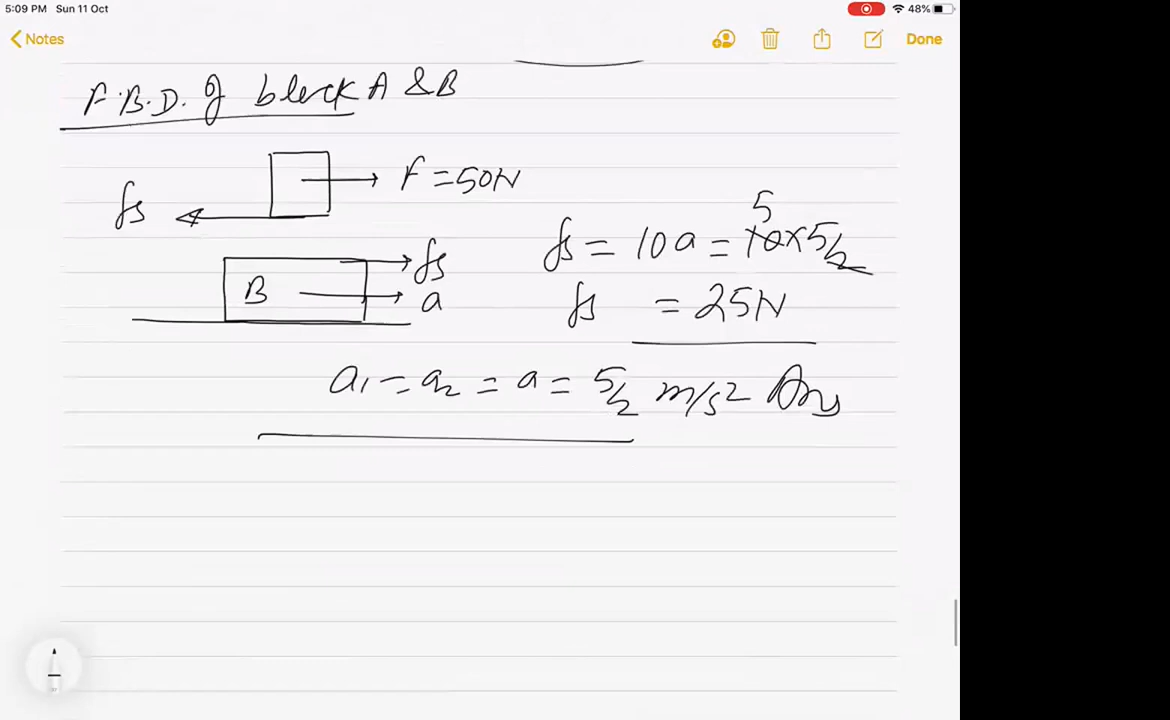 5:09 PM Sun 11 Oct
48%
Notes
Done
F.B.D. of block A & B
F = 50N
fs
fs
B
a
fs = 10a = 10 x 5/2
5
fs = 25N
a1 = a2 = a = 5/2 m/s2 Ans